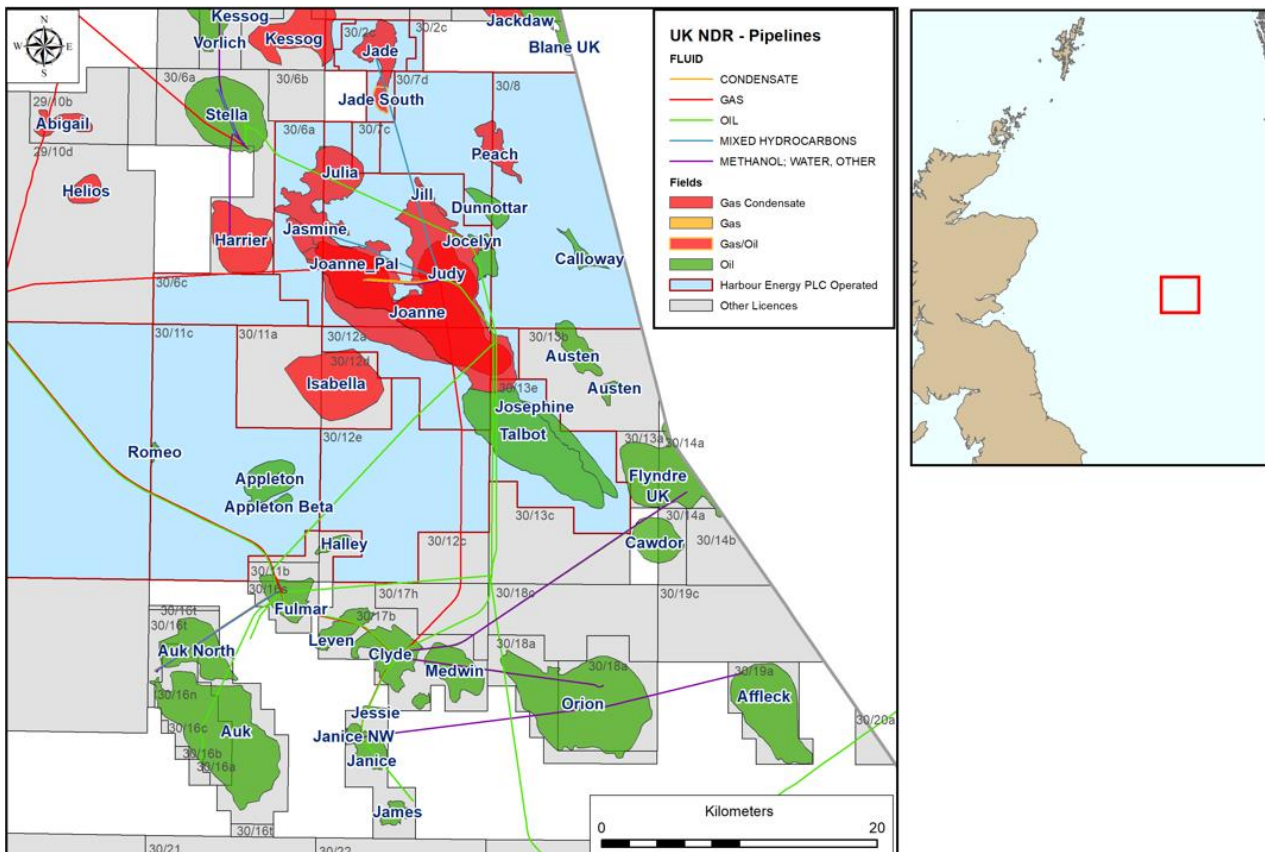 N
W E
S
Kessog
Vorlich
Kessog
30/2c
30/2c
Jade
Jackdaw
Blane UK
30/6a
30/6b
30/7d
30/8
Stella
Jade South
29/10b
Abigail
29/10d
30/6a
30/7c
Peach
Helios
Julia
Jill
Dunnottar
Harrier
Jasmine
Jocelyn
Calloway
Joanne_Pal
Judy
30/6c
Joanne
30/11c
30/11a
30/12a
30/13b
Austen
30/12d
Isabella
Austen
30/13e
Josephine
Talbot
30/12e
30/13a
30/14a
Romeo
Appleton
Flyndre
UK
Appleton Beta
30/13c
30/14a
Halley
30/12c
Cawdor
30/14b
30/11b
30/16s
30/17h
30/18c
30/19c
Fulmar
30/16t
30/17b
30/16t
Leven
Auk North
Clyde
30/18a
Medwin
30/18a
30/19a
30/16n
Orion
Affleck
Jessie
30/16c
Auk
Janice NW
30/20a
30/16b
Janice
30/16a
James
30/16t
30/21
30/22
Kilometers
0 20
UK NDR - Pipelines
FLUID
CONDENSATE
GAS
OIL
MIXED HYDROCARBONS
METHANOL; WATER, OTHER
Fields
Gas Condensate
Gas
Gas/Oil
Oil
Harbour Energy PLC Operated
Other Licences